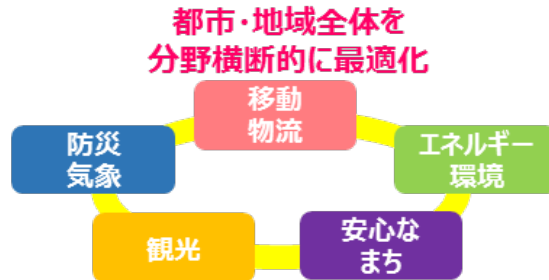 都市・地域全体を
分野横断的に最適化
移動
物流
防災
気象
エネルギー
環境
観光
安心な
まち